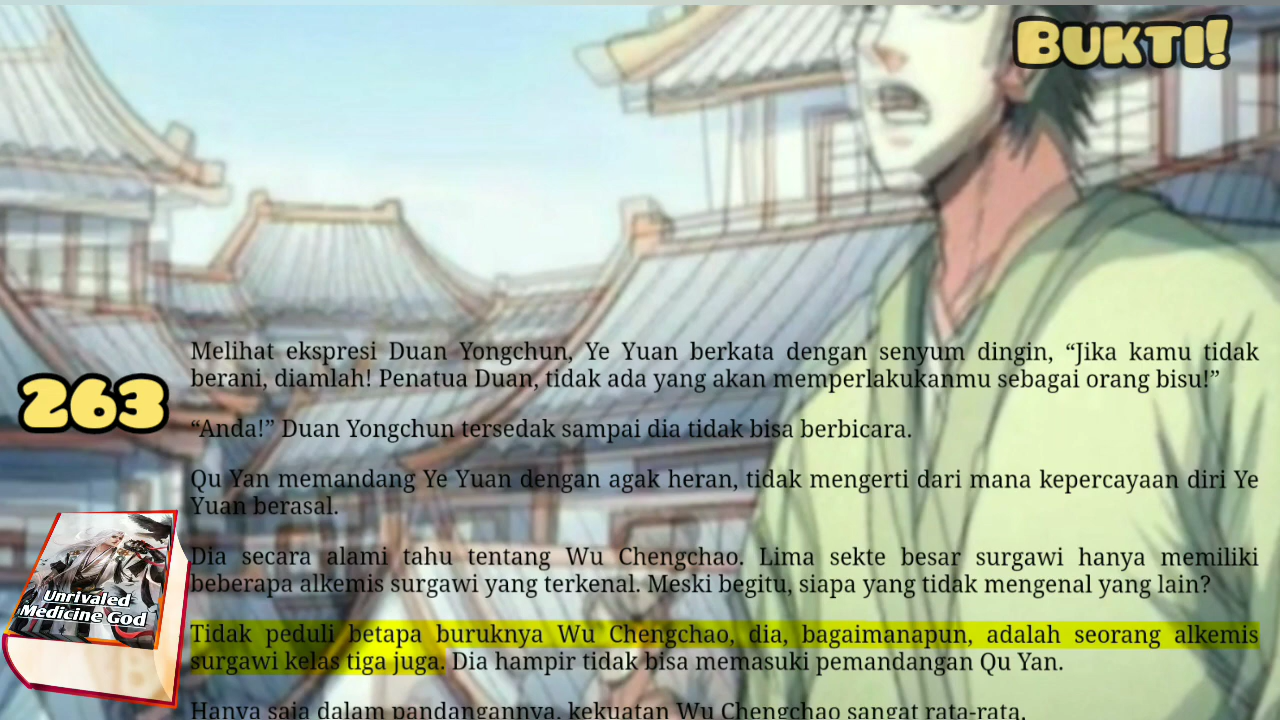 BUKTI!
Melihat ekspresi Duan Yongchun, Ye Yuan berkata dengan senyum dingin, “Jika kamu tidak
berani, diamlah! Penatua Duan, tidak ada yang akan memperlakukanmu sebagai orang bisu!”
263
“Anda!” Duan Yongchun tersedak sampai dia tidak bisa berbicara.
Qu Yan memandang Ye Yuan dengan agak heran, tidak mengerti dari mana kepercayaan diri Ye
Yuan berasal.
Dia secara alami tahu tentang Wu Chengchao. Lima sekte besar surgawi hanya memiliki
beberapa alkemis surgawi yang terkenal. Meski begitu, siapa yang tidak mengenal yang lain?
Unrivaled
Medicine God
Tidak peduli betapa buruknya Wu Chengchao, dia, bagaimanapun, adalah seorang alkemis
surgawi kelas tiga juga. Dia hampir tidak bisa memasuki pemandangan Qu Yan.
Hanya saja dalam pandangannya, kekuatan Wu Chengchao sangat rata-rata.